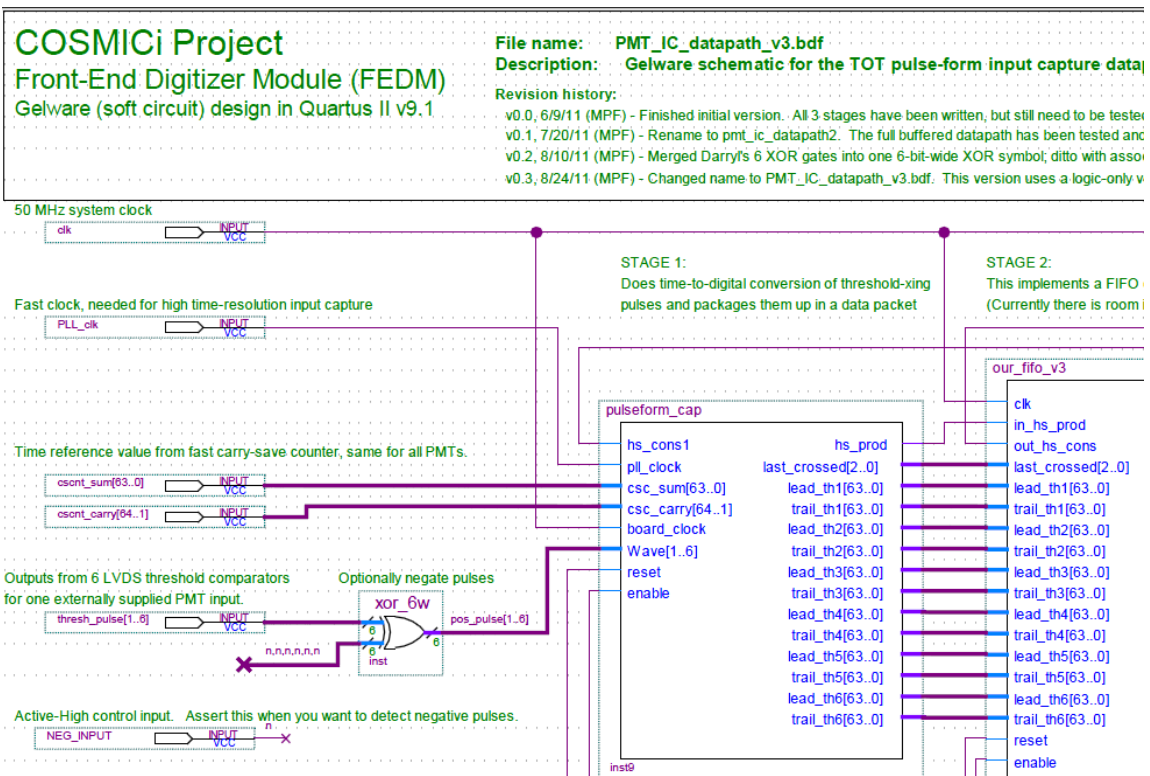 COSMICi Project
Front-End Digitizer Module (FEDM)
Gelware (soft circuit) design in Quartus II v9.1
File name: PMT_IC_datapath_v3.bdf
Description: Gelware schematic for the TOT pulse-form input capture data
Revision history:
v0.0, 6/9/11 (MPF) - Finished initial version. All 3 stages have been written, but still need to be teste
v0.1, 7/20/11 (MPF) - Rename to pmt_ic_datapath2. The full buffered datapath has been tested and
v0.2, 8/10/11 (MPF) - Merged Darryl's 6 XOR gates into one 6-bit-wide XOR symbol; ditto with asso
v0.3, 8/24/11 (MPF) - Changed name to PMT_IC_datapath_v3.bdf. This version uses a logic-only v
50 MHz system clock
clk
INPUT
VCC
STAGE 1:
Does time-to-digital conversion of threshold-xing
pulses and packages them up in a data packet
STAGE 2:
This implements a FIFO
(Currently there is room
Fast clock, needed for high time-resolution input capture
PLL_clk
INPUT
VCC
Time reference value from fast carry-save counter, same for all PMTs.
cscnt_sum[63..0]
INPUT
VCC
cscnt_carry[64..1]
INPUT
VCC
Outputs from 6 LVDS threshold comparators
for one externally supplied PMT input.
thresh_pulse[1..6]
INPUT
VCC
Optionally negate pulses
xor_6w
6
6
6
inst
n,n,n,n,n,n
pos_pulse[1..6]
Active-High control input. Assert this when you want to detect negative pulses.
NEG_INPUT
INPUT
VCC
n
pulseform_cap
hs_cons1
pll_clock
csc_sum[63..0]
csc_carry[64..1]
board_clock
Wave[1..6]
reset
enable
hs_prod
last_crossed[2..0]
lead_th1[63..0]
trail_th1[63..0]
lead_th2[63..0]
trail_th2[63..0]
lead_th3[63..0]
trail_th3[63..0]
lead_th4[63..0]
trail_th4[63..0]
lead_th5[63..0]
trail_th5[63..0]
lead_th6[63..0]
trail_th6[63..0]
inst9
our_fifo_v3
clk
in_hs_prod
out_hs_cons
last_crossed[2..0]
lead_th1[63..0]
trail_th1[63..0]
lead_th2[63..0]
trail_th2[63..0]
lead_th3[63..0]
trail_th3[63..0]
lead_th4[63..0]
trail_th4[63..0]
lead_th5[63..0]
trail_th5[63..0]
lead_th6[63..0]
trail_th6[63..0]
reset
enable